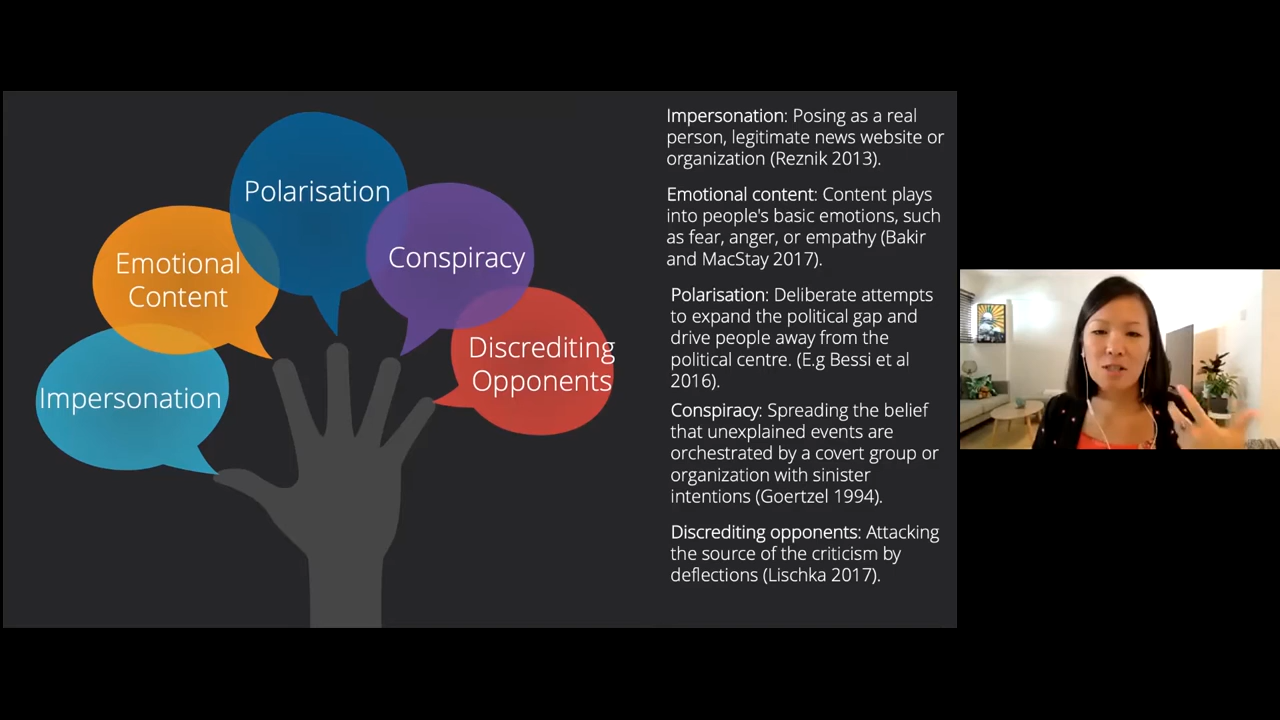 Polarisation
Emotional
Content
Conspiracy
Impersonation
Discrediting
Opponents
Impersonation: Posing as a real
person, legitimate news website or
organization (Reznik 2013).
Emotional content: Content plays
into people's basic emotions, such
as fear, anger, or empathy (Bakir
and MacStay 2017).
Polarisation: Deliberate attempts
to expand the political gap and
drive people away from the
political centre. (E.g Bessi et al
2016).
Conspiracy: Spreading the belief
that unexplained events are
orchestrated by a covert group or
organization with sinister
intentions (Goertzel 1994).
Discrediting opponents: Attacking
the source of the criticism by
deflections (Lischka 2017).